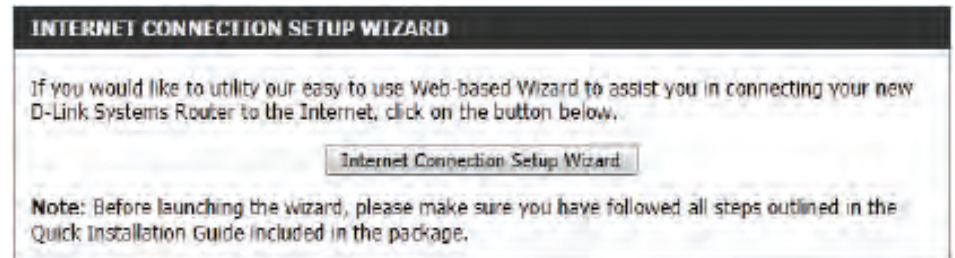 INTERNET CONNECTION SETUP WIZARD
If you would like to utility our easy to use Web-based Wizard to assist you in connecting your new
D-Link Systems Router to the Internet, click on the button below.
Internet Connection Setup Wizard
Note: Before launching the wizard, please make sure you have followed all steps outlined in the
Quick Installation Guide included in the package.